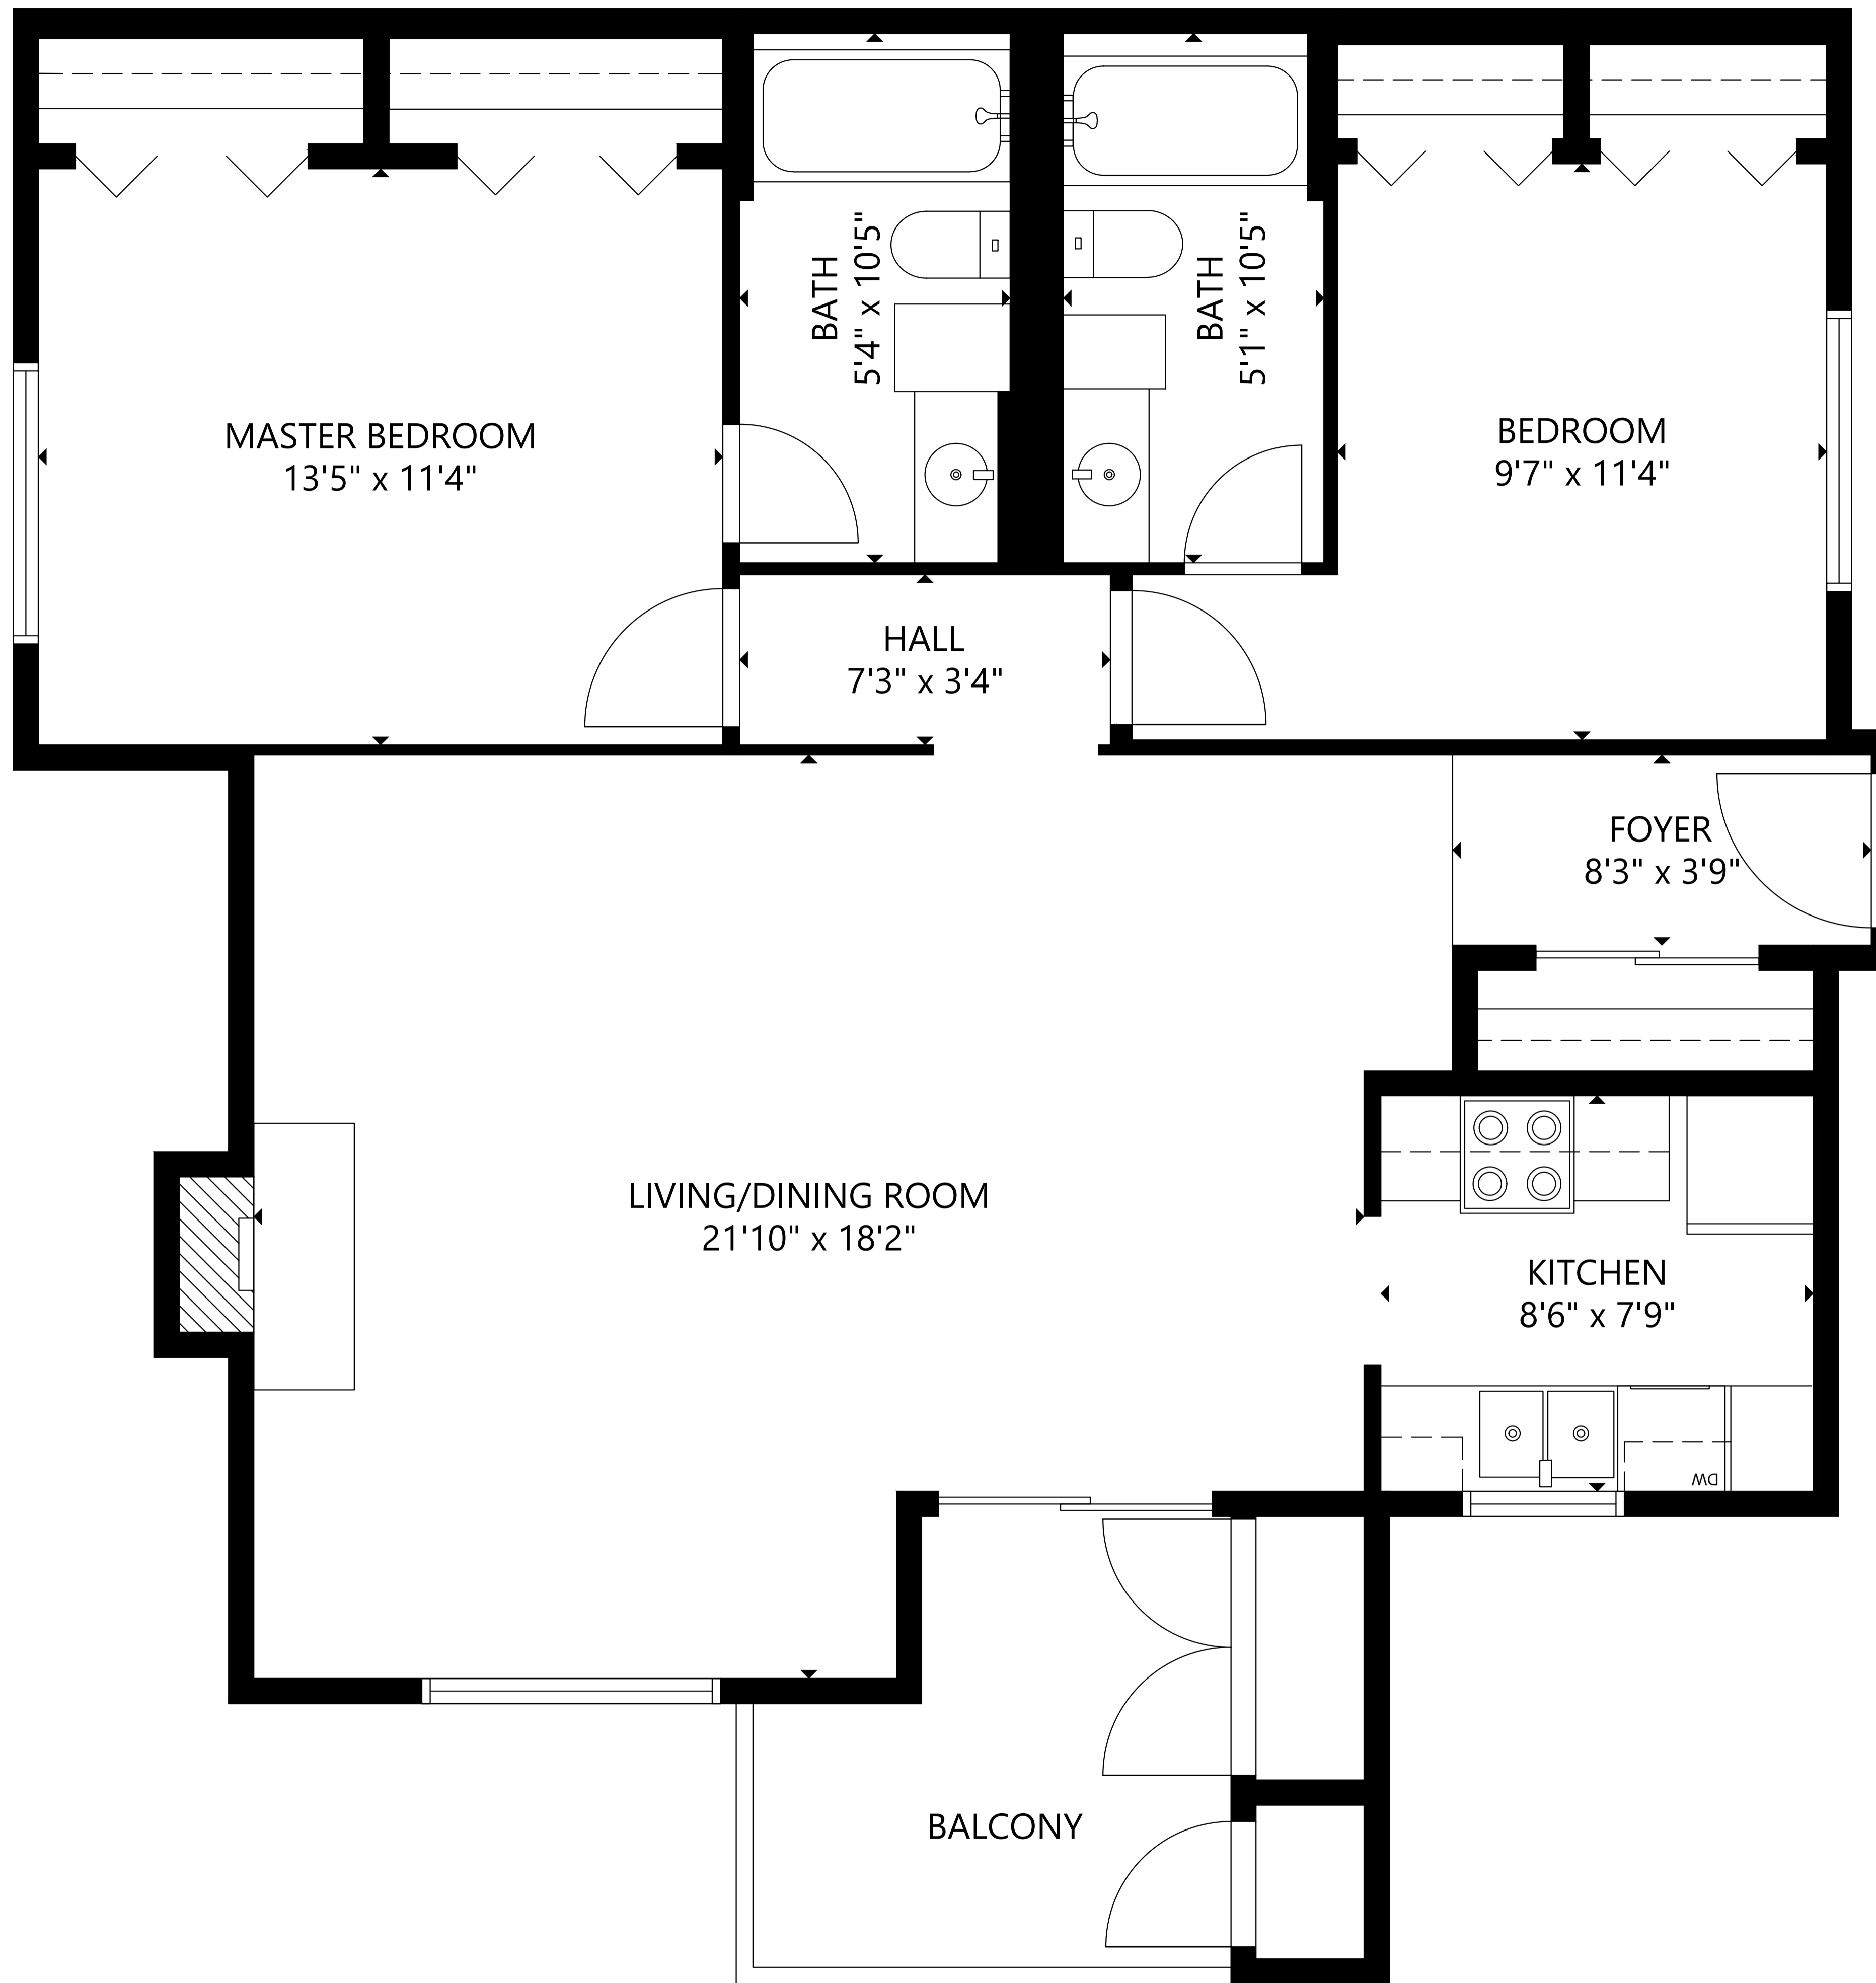 BATH
5'4" x 10'5"
BATH
5'1" x 10'5"
MASTER BEDROOM
13'5" x 11'4"
BEDROOM
9'7" x 11'4"
HALL
7'3" x 3'4"
FOYER
8'3" x 3'9"
LIVING/DINING ROOM
21'10" x 18'2"
KITCHEN
8'6" x 7'9"
DW
BALCONY